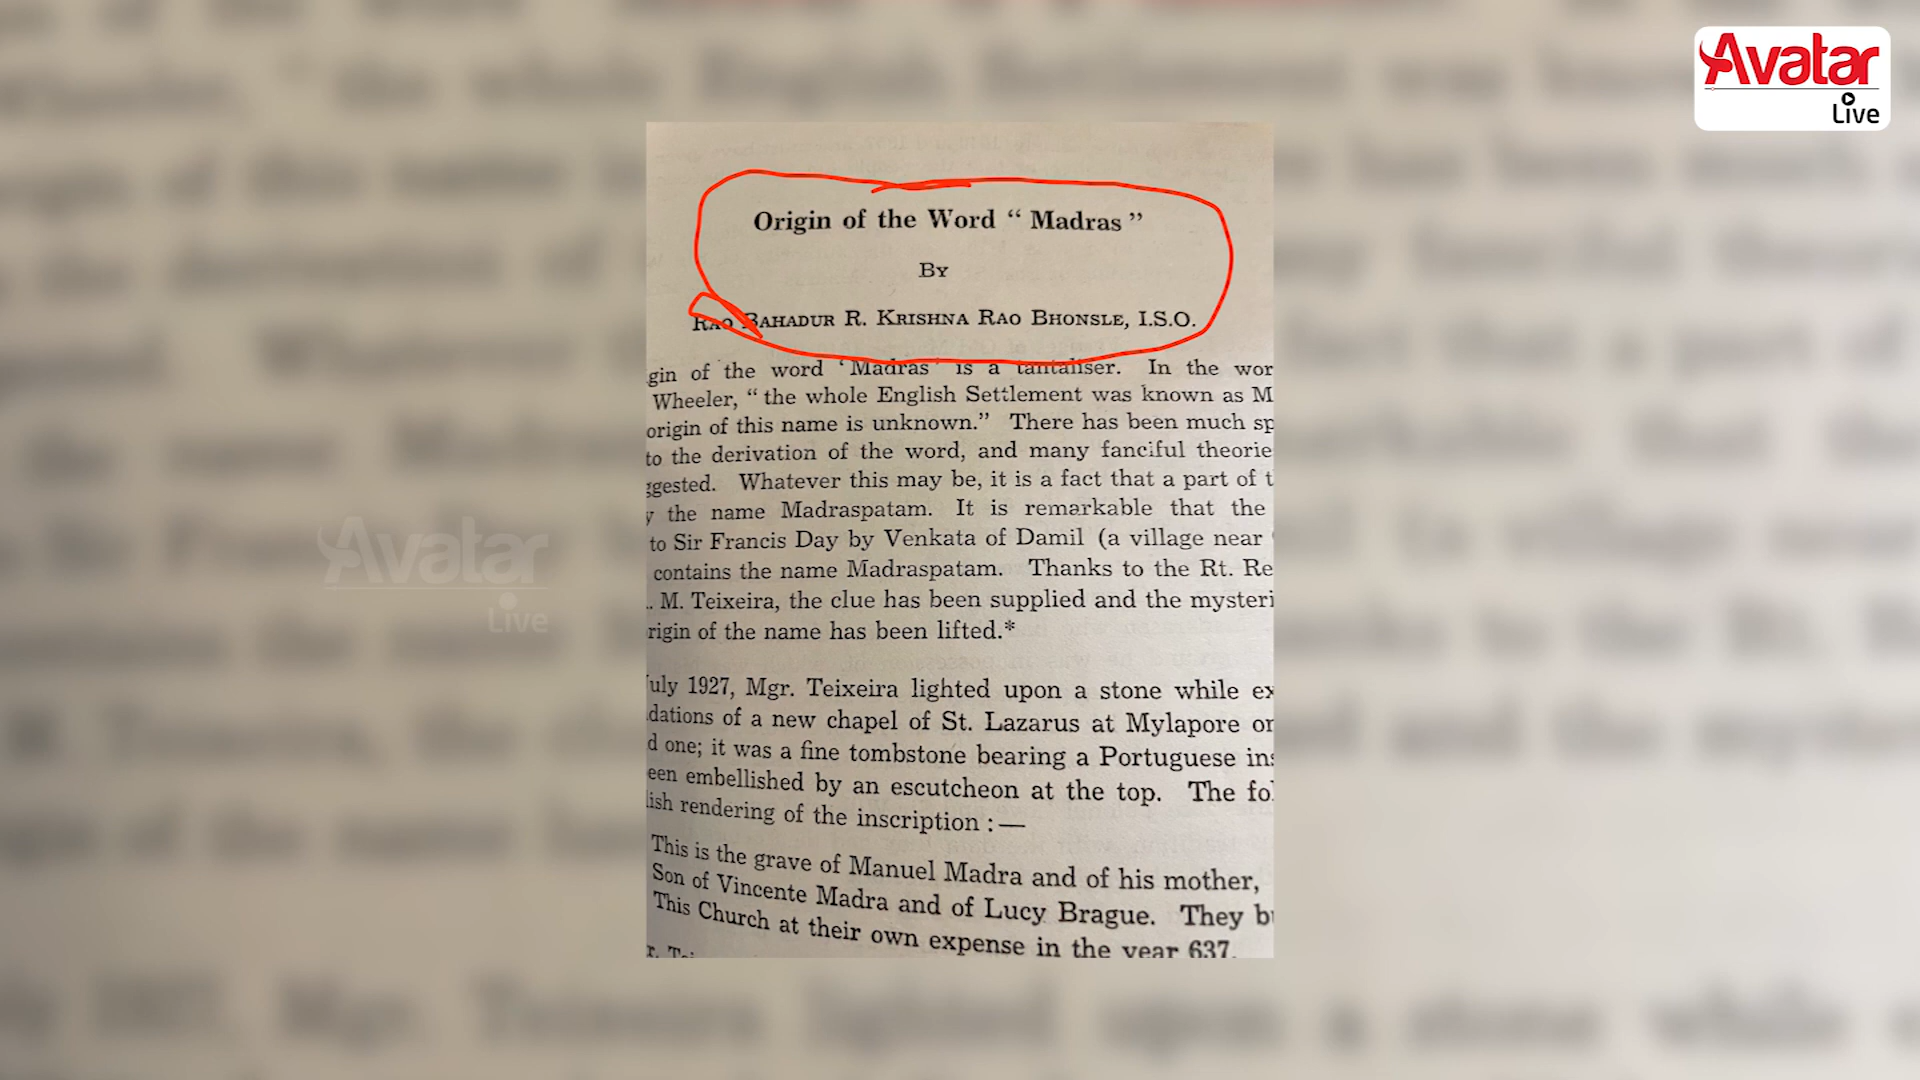 Avatar
Live
Origin of the Word “ Madras ”
BY
RAO BAHADUR R. KRISHNA RAO BHONSLE, I.S.O.
gin of the word ‘Madras’ is a tantaliser. In the wor
Wheeler, “ the whole English Settlement was known as M
origin of this name is unknown.” There has been much sp
to the derivation of the word, and many fanciful theorie
ggested. Whatever this may be, it is a fact that a part of t
y the name Madraspatam. It is remarkable that the
to Sir Francis Day by Venkata of Damil (a village near
contains the name Madraspatam. Thanks to the Rt. Re
. M. Teixeira, the clue has been supplied and the mysteri
rigin of the name has been lifted.*
uly 1927, Mgr. Teixeira lighted upon a stone while ex
dations of a new chapel of St. Lazarus at Mylapore or
d one; it was a fine tombstone bearing a Portuguese ins
een embellished by an escutcheon at the top. The fo
lish rendering of the inscription :—
This is the grave of Manuel Madra and of his mother,
Son of Vincente Madra and of Lucy Brague. They bu
This Church at their own expense in the year 637.
Avatar
Live